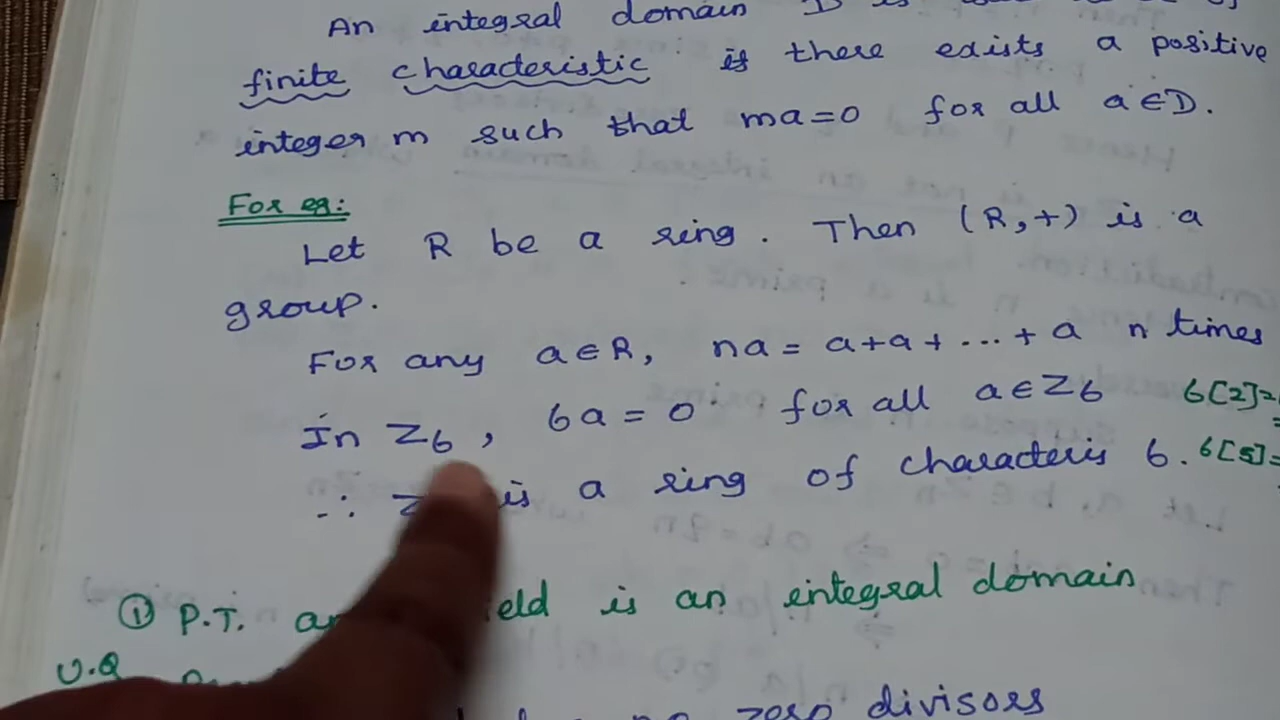 An integral domain D is
finite characteristic if there exists a positive
integer m such that ma=0 for all a∈D.
For eg:
Let R be a ring. Then (R,+) is a
group.
For any a∈R, na = a+a+...+a n times
In Z6, 6a = 0 for all a∈Z6 6[2]=
∴ Z is a ring of characteris 6. 6[5]=
① P.T. eld is an integral domain
U.Q
zero divisors